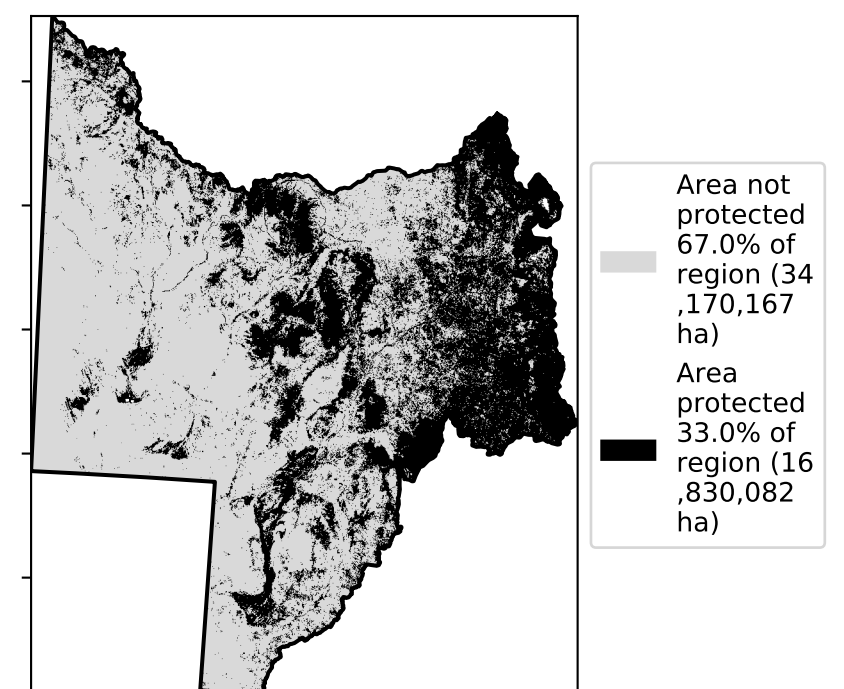 Area not
protected
67.0% of
region (34
,170,167
ha)
Area
protected
33.0% of
region (16
,830,082
ha)